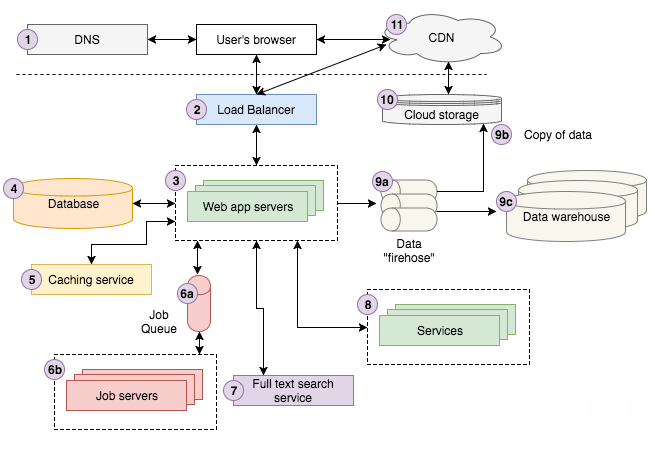 1
DNS
User's browser
11
CDN
2
Load Balancer
10
Cloud storage
9b
Copy of data
3
Web app servers
4
Database
9a
Data
"firehose"
9c
Data warehouse
5
Caching service
6a
Job
Queue
8
Services
6b
Job servers
7
Full text search
service